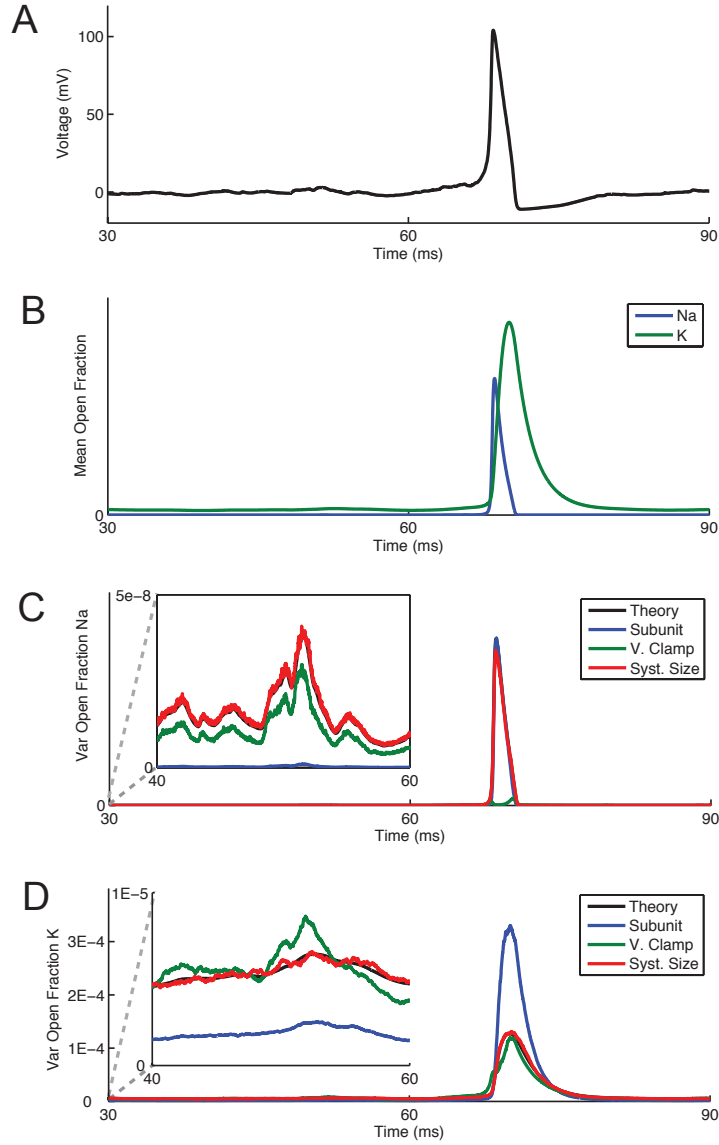 A
100
50
0
Voltage (mV)
30
60
90
Time (ms)
B
Na
K
Mean Open Fraction
0
30
60
90
Time (ms)
C
5e-8
0
40
60
Theory
Subunit
V. Clamp
Syst. Size
Var Open Fraction Na
0
30
60
90
Time (ms)
D
1E-5
0
40
60
Theory
Subunit
V. Clamp
Syst. Size
3E-4
2E-4
1E-4
0
Var Open Fraction K
30
60
90
Time (ms)